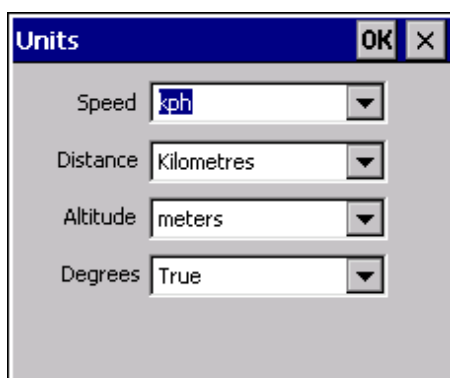 Units OK
Speed kph
Distance Kilometres
Altitude meters
Degrees True